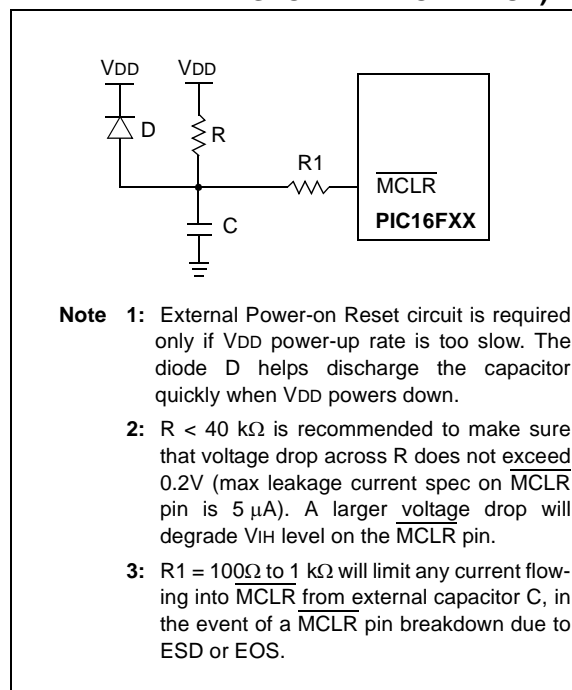 VDD VDD
D
R
R1
MCLR
PIC16FXX
C
Note 1: External Power-on Reset circuit is required
only if VDD power-up rate is too slow. The
diode D helps discharge the capacitor
quickly when VDD powers down.
2: R < 40 kΩ is recommended to make sure
that voltage drop across R does not exceed
0.2V (max leakage current spec on MCLR
pin is 5 μA). A larger voltage drop will
degrade VIH level on the MCLR pin.
3: R1 = 100Ω to 1 kΩ will limit any current flow-
ing into MCLR from external capacitor C, in
the event of a MCLR pin breakdown due to
ESD or EOS.